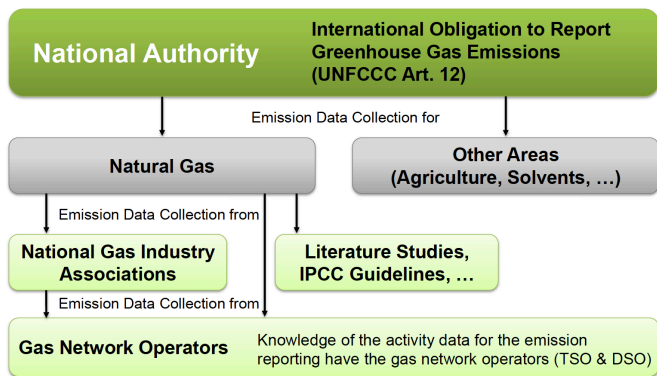 National Authority
International Obligation to Report
Greenhouse Gas Emissions
(UNFCCC Art. 12)
Emission Data Collection for
Natural Gas
Other Areas
(Agriculture, Solvents, …)
Emission Data Collection from
National Gas Industry
Associations
Literature Studies,
IPCC Guidelines, …
Emission Data Collection from
Gas Network Operators
Knowledge of the activity data for the emission
reporting have the gas network operators (TSO & DSO)